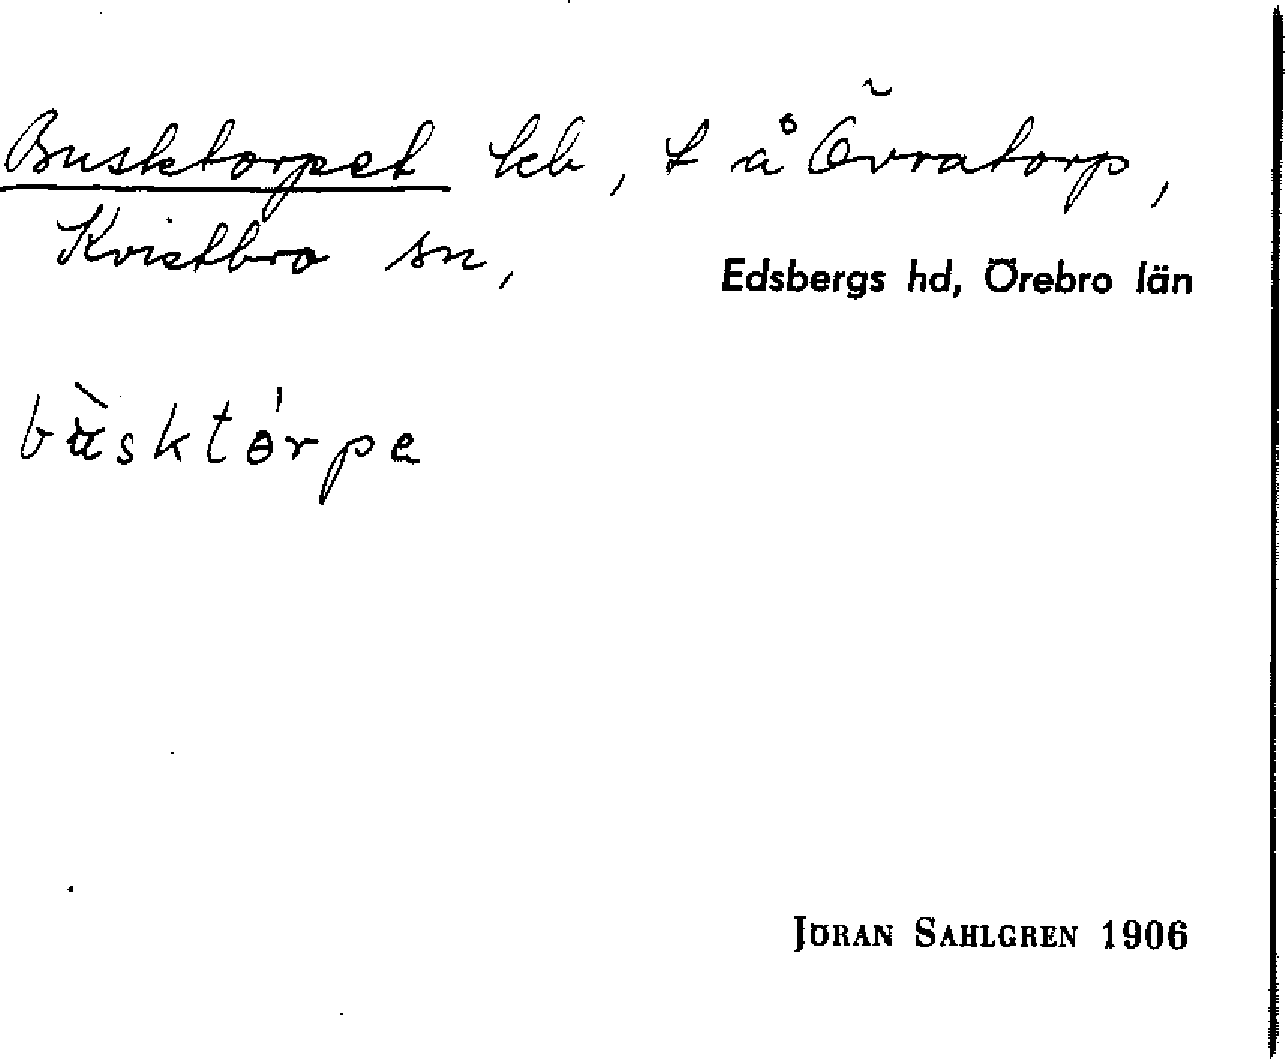 Busktorpet lcb, t å Övratorp,
Kvistbro sn, Edsbergs hd, Örebro län
bùsktórpe
JÖRAN SAHLGREN 1906